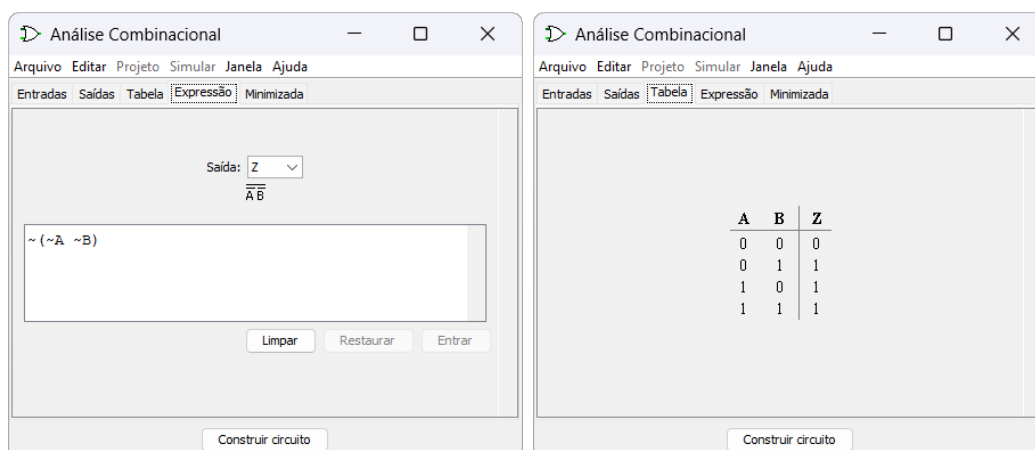 Análise Combinacional
Arquivo Editar Projeto Simular Janela Ajuda
Entradas Saídas Tabela Expressão Minimizada
Saída: Z
A B
~(~A ~B)
Limpar Restaurar Entrar
Construir circuito
Análise Combinacional
Arquivo Editar Projeto Simular Janela Ajuda
Entradas Saídas Tabela Expressão Minimizada
A B Z
0 0 0
0 1 1
1 0 1
1 1 1
Construir circuito